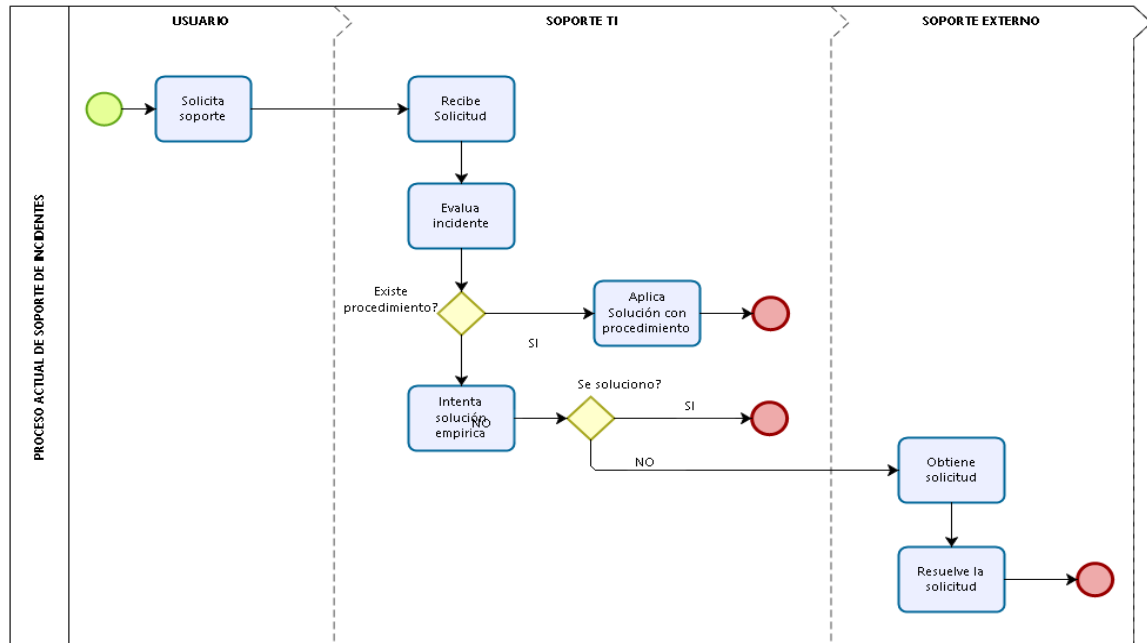 USUARIO
SOPORTE TI
SOPORTE EXTERNO
PROCESO ACTUAL DE SOPORTE DE INCIDENTES
Solicita
soporte
Recibe
Solicitud
Evalua
incidente
Existe
procedimiento?
SI
Aplica
Solución con
procedimiento
Intenta
solución
empirica
NO
Se soluciono?
SI
NO
Obtiene
solicitud
Resuelve la
solicitud